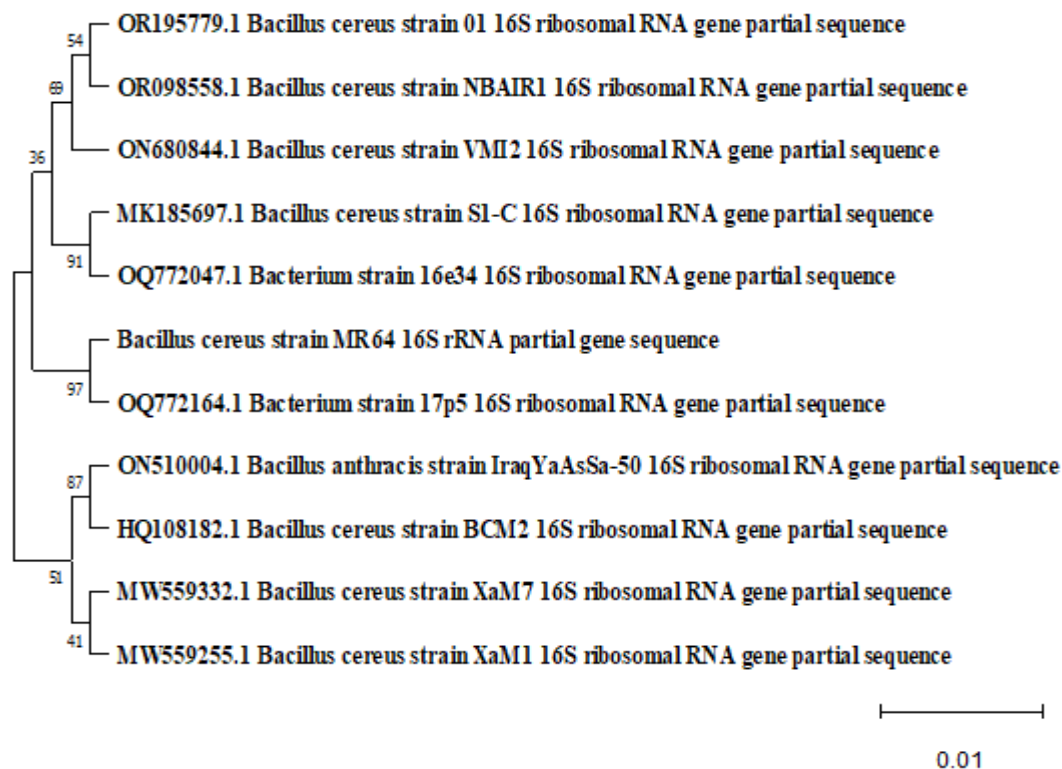 54
OR195779.1 Bacillus cereus strain 01 16S ribosomal RNA gene partial sequence
69
OR098558.1 Bacillus cereus strain NBAIR1 16S ribosomal RNA gene partial sequence
36
ON680844.1 Bacillus cereus strain VMI2 16S ribosomal RNA gene partial sequence
MK185697.1 Bacillus cereus strain S1-C 16S ribosomal RNA gene partial sequence
91
OQ772047.1 Bacterium strain 16e34 16S ribosomal RNA gene partial sequence
Bacillus cereus strain MR64 16S rRNA partial gene sequence
97
OQ772164.1 Bacterium strain 17p5 16S ribosomal RNA gene partial sequence
ON510004.1 Bacillus anthracis strain IraqYaAsSa-50 16S ribosomal RNA gene partial sequence
87
HQ108182.1 Bacillus cereus strain BCM2 16S ribosomal RNA gene partial sequence
51
MW559332.1 Bacillus cereus strain XaM7 16S ribosomal RNA gene partial sequence
41
MW559255.1 Bacillus cereus strain XaM1 16S ribosomal RNA gene partial sequence
0.01